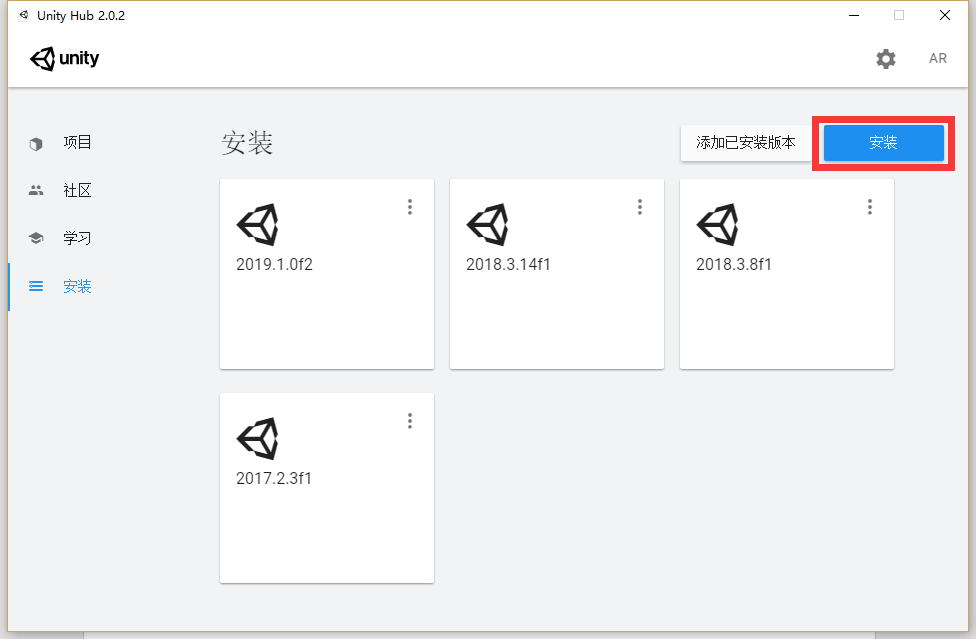 Unity Hub 2.0.2
unity
AR
项目
社区
学习
安装
安装
添加已安装版本
安装
2019.1.0f2
2018.3.14f1
2018.3.8f1
2017.2.3f1